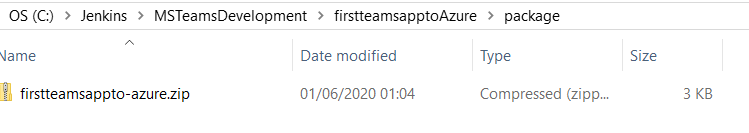 OS (C:) > Jenkins > MSTeamsDevelopment > firstteamsapptoAzure > package
Name Date modified Type Size
firstteamsappto-azure.zip 01/06/2020 01:04 Compressed (zipp... 3 KB